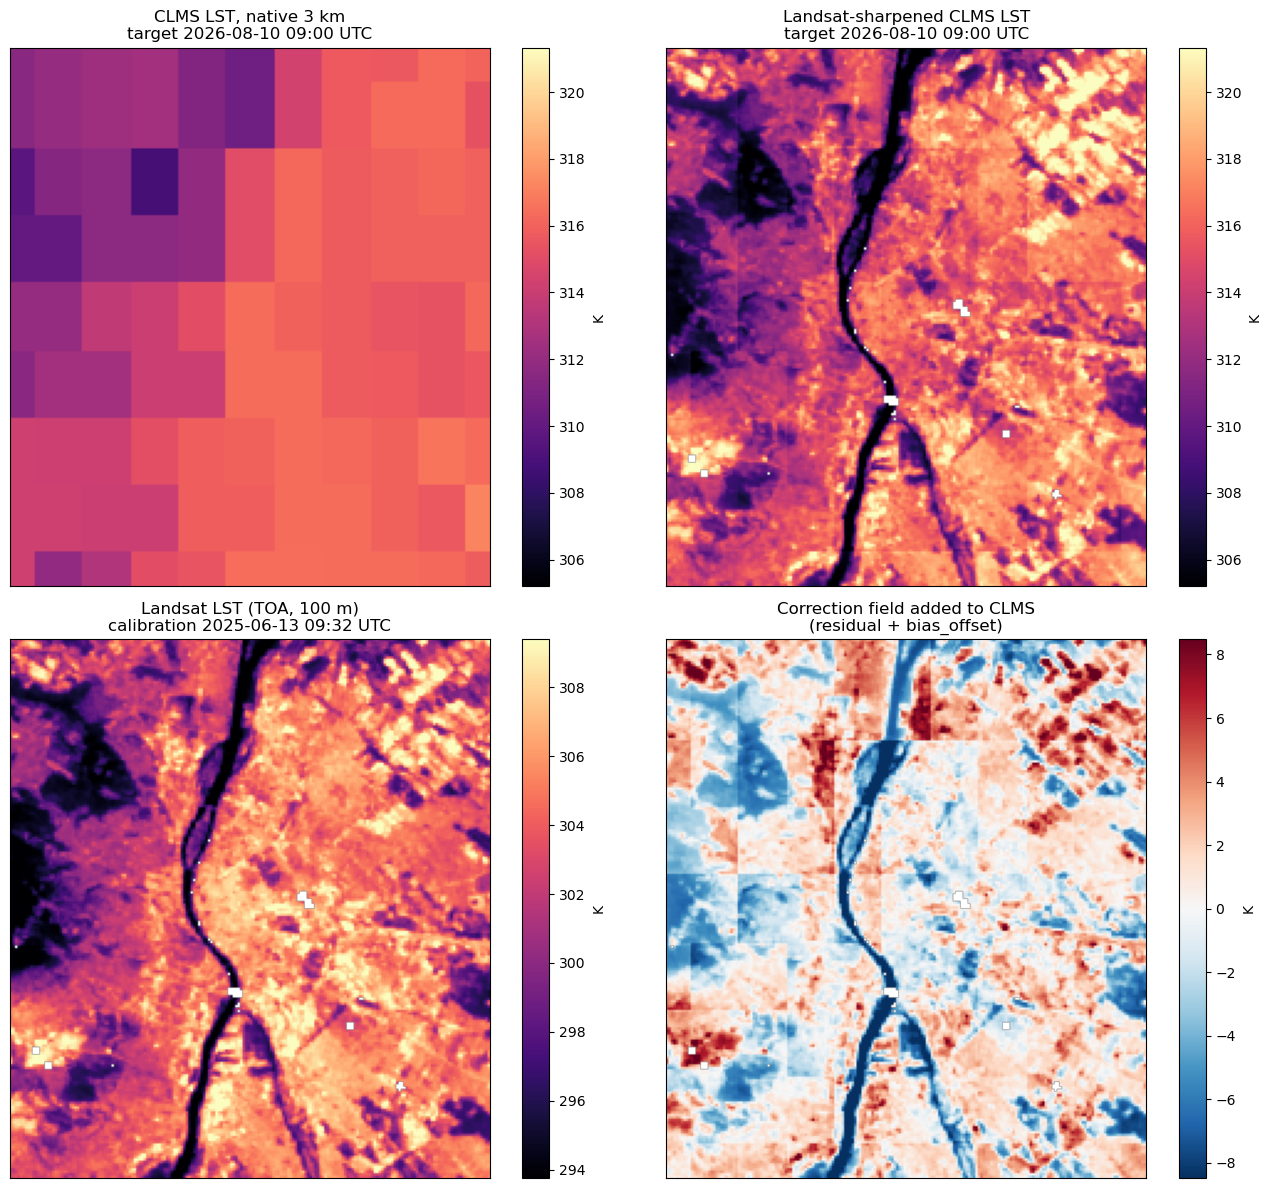 CLMS LST, native 3 km
target 2026-08-10 09:00 UTC
320
318
316
314
312
310
308
306
K
Landsat-sharpened CLMS LST
target 2026-08-10 09:00 UTC
320
318
316
314
312
310
308
306
K
Landsat LST (TOA, 100 m)
calibration 2025-06-13 09:32 UTC
308
306
304
302
300
298
296
294
K
Correction field added to CLMS
(residual + bias_offset)
8
6
4
2
0
−2
−4
−6
−8
K